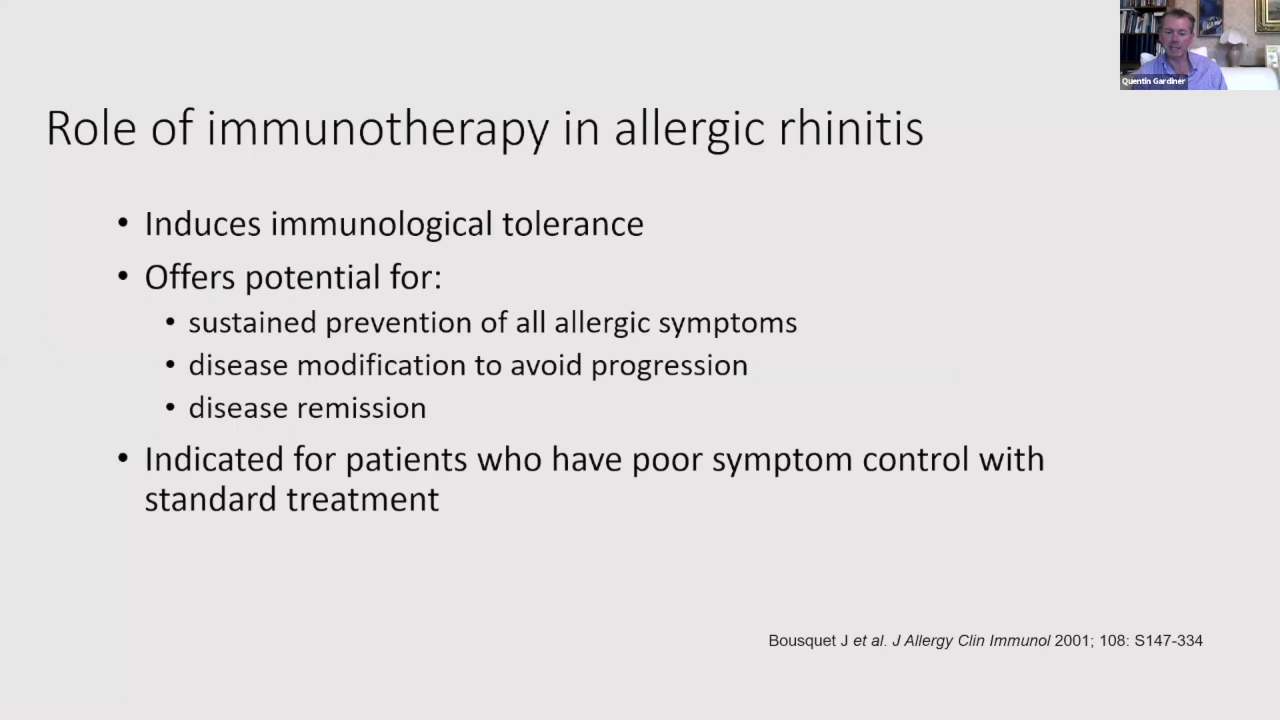 Quentin Gardiner
Role of immunotherapy in allergic rhinitis
• Induces immunological tolerance
• Offers potential for:
• sustained prevention of all allergic symptoms
• disease modification to avoid progression
• disease remission
• Indicated for patients who have poor symptom control with
standard treatment
Bousquet J et al. J Allergy Clin Immunol 2001; 108: S147-334